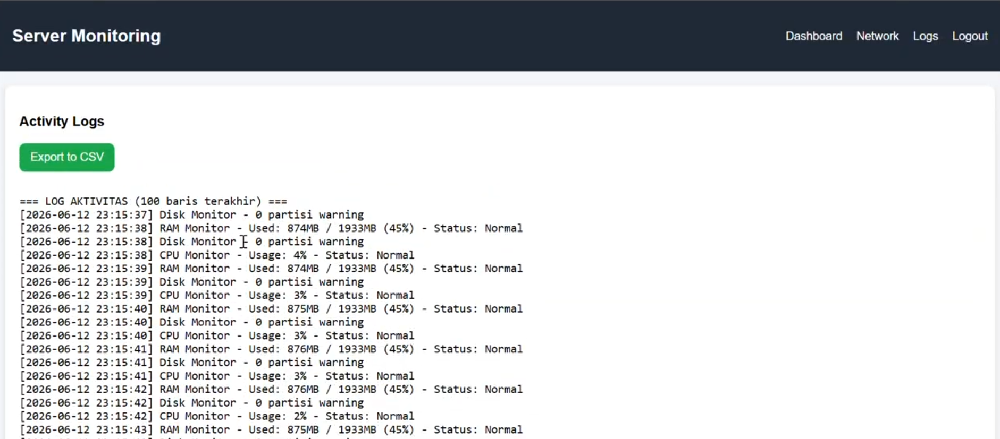 Server Monitoring
Dashboard Network Logs Logout
Activity Logs
Export to CSV
=== LOG AKTIVITAS (100 baris terakhir) ===
[2026-06-12 23:15:37] Disk Monitor - 0 partisi warning
[2026-06-12 23:15:38] RAM Monitor - Used: 874MB / 1933MB (45%) - Status: Normal
[2026-06-12 23:15:38] Disk Monitor - 0 partisi warning
[2026-06-12 23:15:38] CPU Monitor - Usage: 4% - Status: Normal
[2026-06-12 23:15:39] RAM Monitor - Used: 874MB / 1933MB (45%) - Status: Normal
[2026-06-12 23:15:39] Disk Monitor - 0 partisi warning
[2026-06-12 23:15:39] CPU Monitor - Usage: 3% - Status: Normal
[2026-06-12 23:15:40] RAM Monitor - Used: 875MB / 1933MB (45%) - Status: Normal
[2026-06-12 23:15:40] Disk Monitor - 0 partisi warning
[2026-06-12 23:15:40] CPU Monitor - Usage: 3% - Status: Normal
[2026-06-12 23:15:41] RAM Monitor - Used: 876MB / 1933MB (45%) - Status: Normal
[2026-06-12 23:15:41] Disk Monitor - 0 partisi warning
[2026-06-12 23:15:41] CPU Monitor - Usage: 3% - Status: Normal
[2026-06-12 23:15:42] RAM Monitor - Used: 876MB / 1933MB (45%) - Status: Normal
[2026-06-12 23:15:42] Disk Monitor - 0 partisi warning
[2026-06-12 23:15:42] CPU Monitor - Usage: 2% - Status: Normal
[2026-06-12 23:15:43] RAM Monitor - Used: 875MB / 1933MB (45%) - Status: Normal